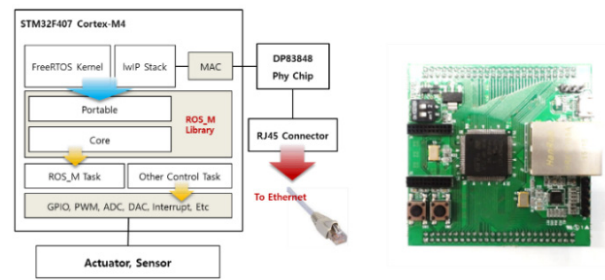 STM32F407 Cortex-M4
FreeRTOS Kernel
lwIP Stack
MAC
DP83848
Phy Chip
Portable
Core
ROS_M
Library
RJ45 Connector
ROS_M Task
Other Control Task
To Ethernet
GPIO, PWM, ADC, DAC, Interrupt, Etc
Actuator, Sensor